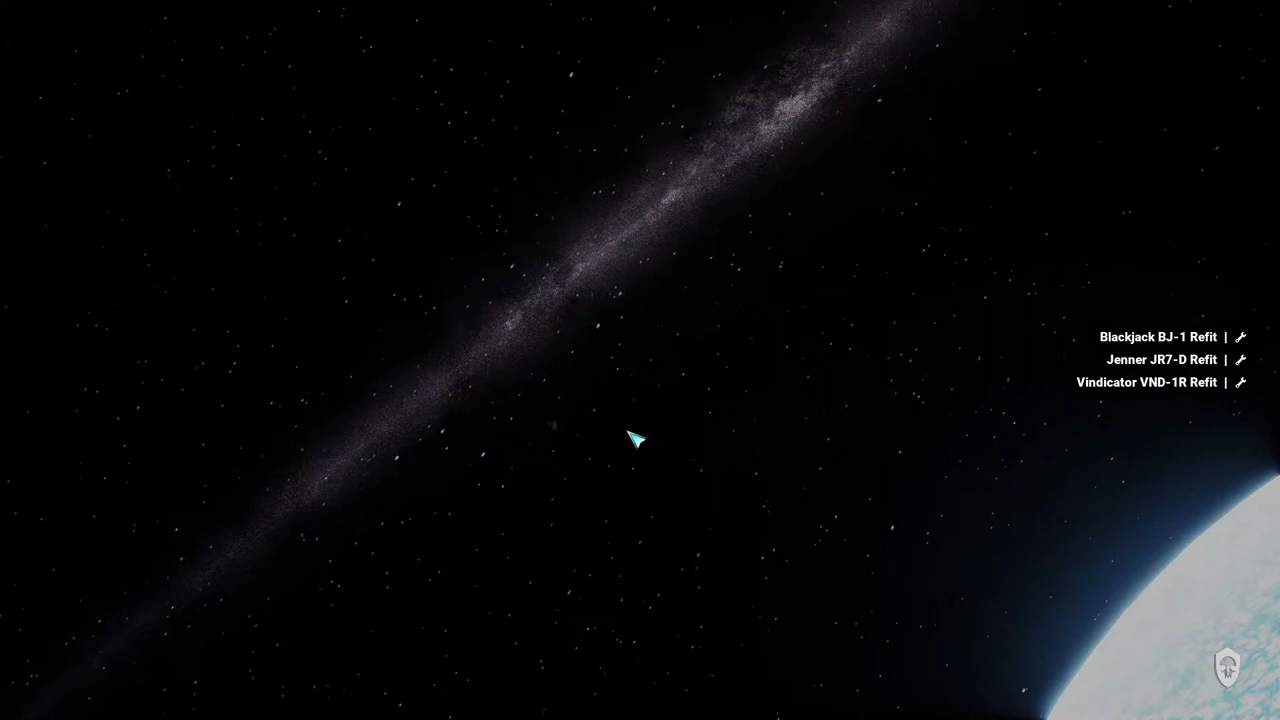 Blackjack BJ-1 Refit |
Jenner JR7-D Refit |
Vindicator VND-1R Refit |